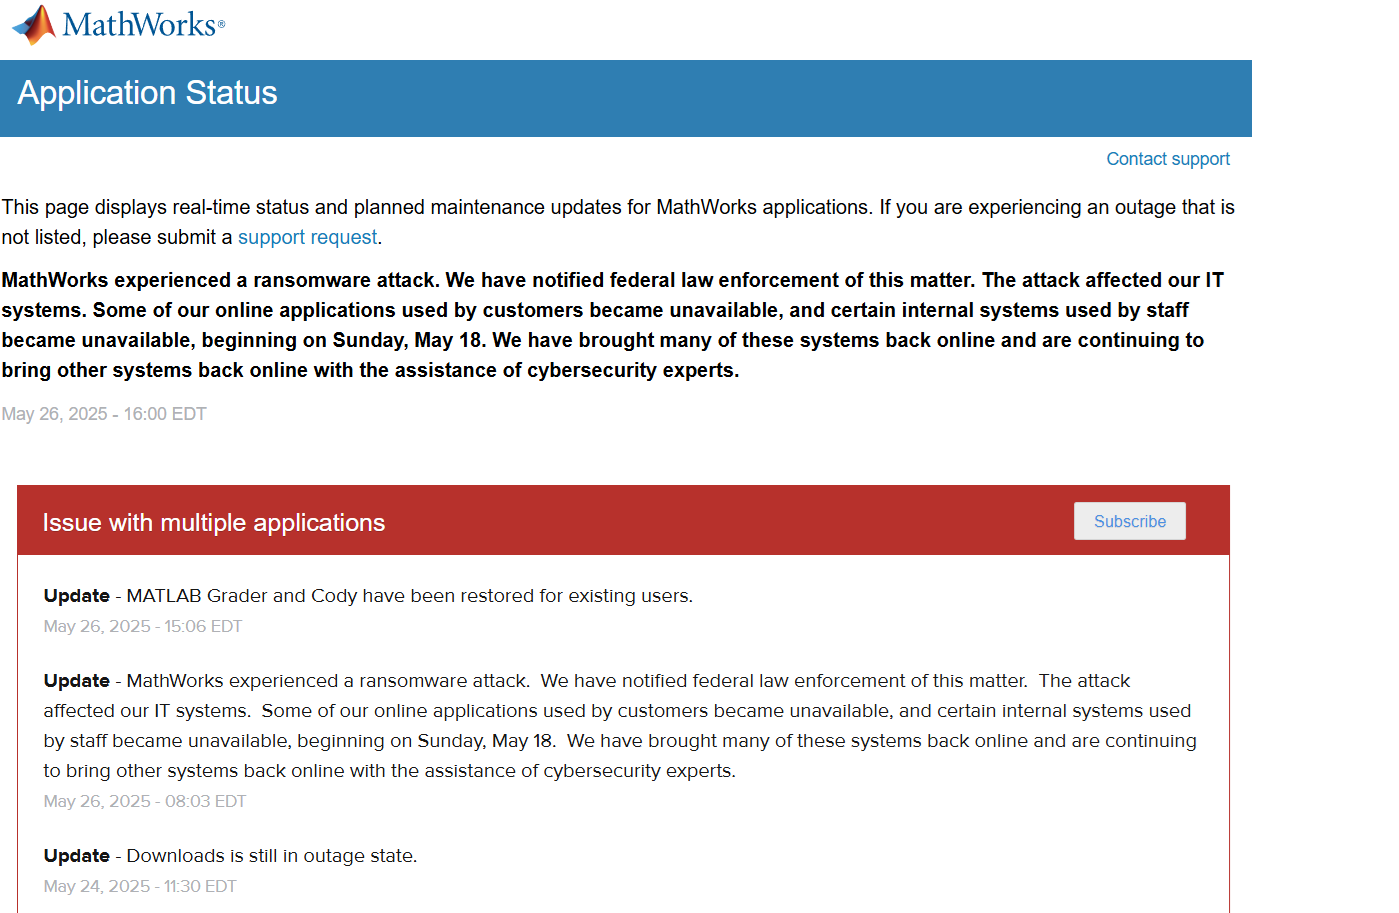 MathWorks®
Application Status
Contact support
This page displays real-time status and planned maintenance updates for MathWorks applications. If you are experiencing an outage that is
not listed, please submit a support request.
MathWorks experienced a ransomware attack. We have notified federal law enforcement of this matter. The attack affected our IT
systems. Some of our online applications used by customers became unavailable, and certain internal systems used by staff
became unavailable, beginning on Sunday, May 18. We have brought many of these systems back online and are continuing to
bring other systems back online with the assistance of cybersecurity experts.
May 26, 2025 - 16:00 EDT
Issue with multiple applications
Subscribe
Update - MATLAB Grader and Cody have been restored for existing users.
May 26, 2025 - 15:06 EDT
Update - MathWorks experienced a ransomware attack.  We have notified federal law enforcement of this matter.  The attack
affected our IT systems.  Some of our online applications used by customers became unavailable, and certain internal systems used
by staff became unavailable, beginning on Sunday, May 18.  We have brought many of these systems back online and are continuing
to bring other systems back online with the assistance of cybersecurity experts.
May 26, 2025 - 08:03 EDT
Update - Downloads is still in outage state.
May 24, 2025 - 11:30 EDT